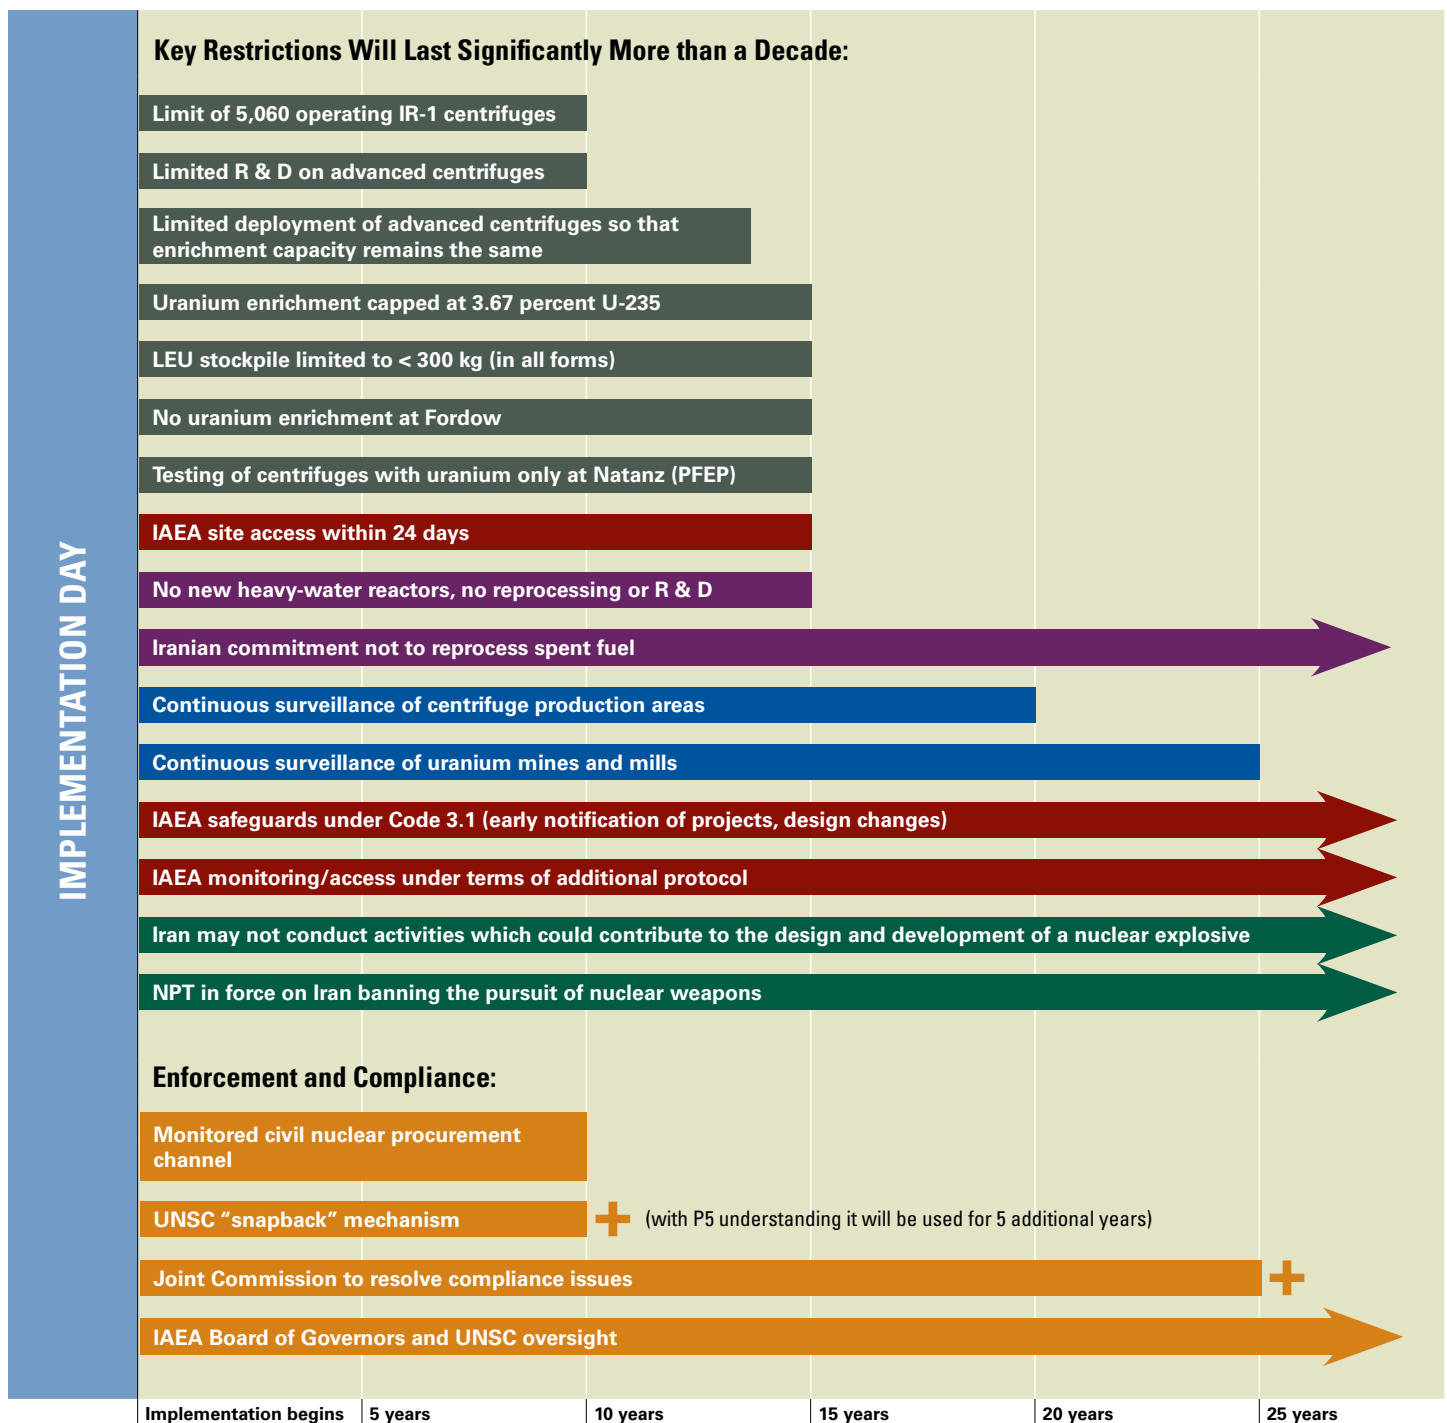 Key Restrictions Will Last Significantly More than a Decade:
Limit of 5,060 operating IR-1 centrifuges
Limited R & D on advanced centrifuges
Limited deployment of advanced centrifuges so that
enrichment capacity remains the same
Uranium enrichment capped at 3.67 percent U-235
LEU stockpile limited to < 300 kg (in all forms)
No uranium enrichment at Fordow
Testing of centrifuges with uranium only at Natanz (PFEP)
IAEA site access within 24 days
No new heavy-water reactors, no reprocessing or R & D
Iranian commitment not to reprocess spent fuel
Continuous surveillance of centrifuge production areas
Continuous surveillance of uranium mines and mills
IAEA safeguards under Code 3.1 (early notification of projects, design changes)
IAEA monitoring/access under terms of additional protocol
Iran may not conduct activities which could contribute to the design and development of a nuclear explosive
NPT in force on Iran banning the pursuit of nuclear weapons
IMPLEMENTATION DAY
Enforcement and Compliance:
Monitored civil nuclear procurement
channel
UNSC “snapback” mechanism + (with P5 understanding it will be used for 5 additional years)
Joint Commission to resolve compliance issues +
IAEA Board of Governors and UNSC oversight
Implementation begins 5 years 10 years 15 years 20 years 25 years